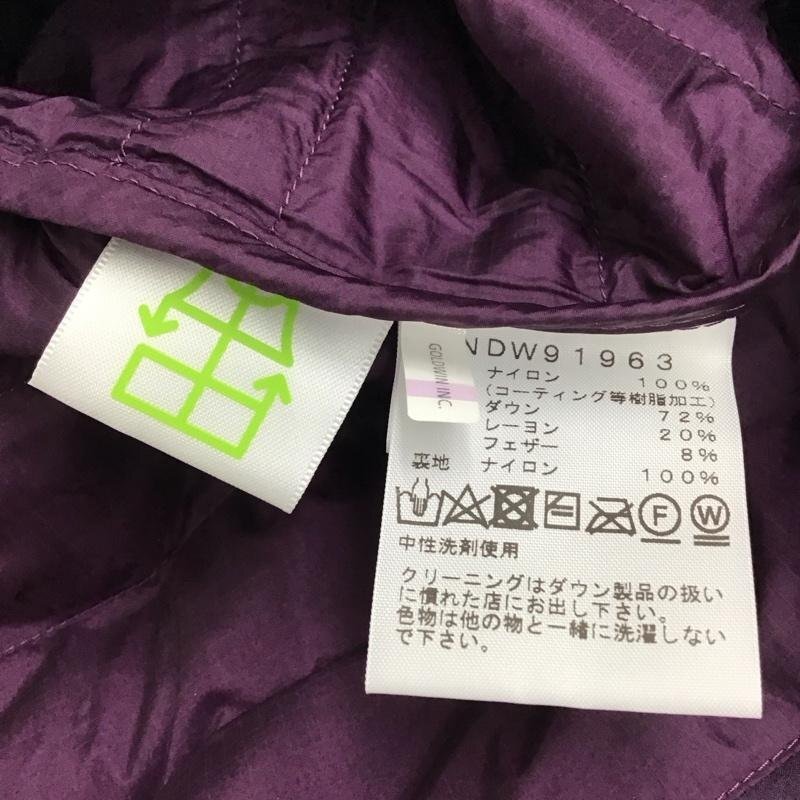 NDW91963
GOLDWIN INC.
ナイロン 100%
(コーティング等樹脂加工)
ダウン 72%
レーヨン 20%
フェザー 8%
裏地 ナイロン 100%
F W
中性洗剤使用
クリーニングはダウン製品の扱い
に慣れた店にお出し下さい。
色物は他の物と一緒に洗濯しない
で下さい。